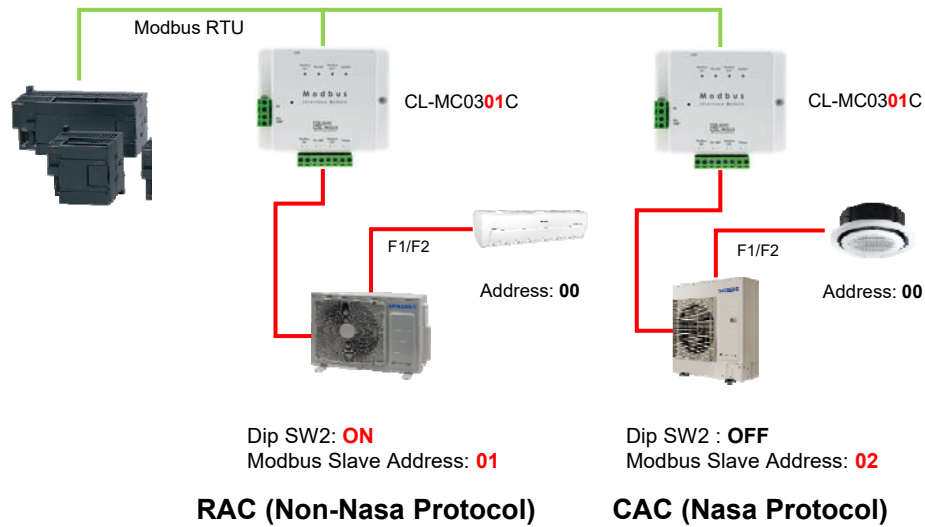 Modbus RTU
CL-MC0301C
CL-MC0301C
Modbus
Modbus
F1/F2
F1/F2
Address: 00
Address: 00
Dip SW2: ON
Modbus Slave Address: 01
Dip SW2 : OFF
Modbus Slave Address: 02
RAC (Non-Nasa Protocol)
CAC (Nasa Protocol)